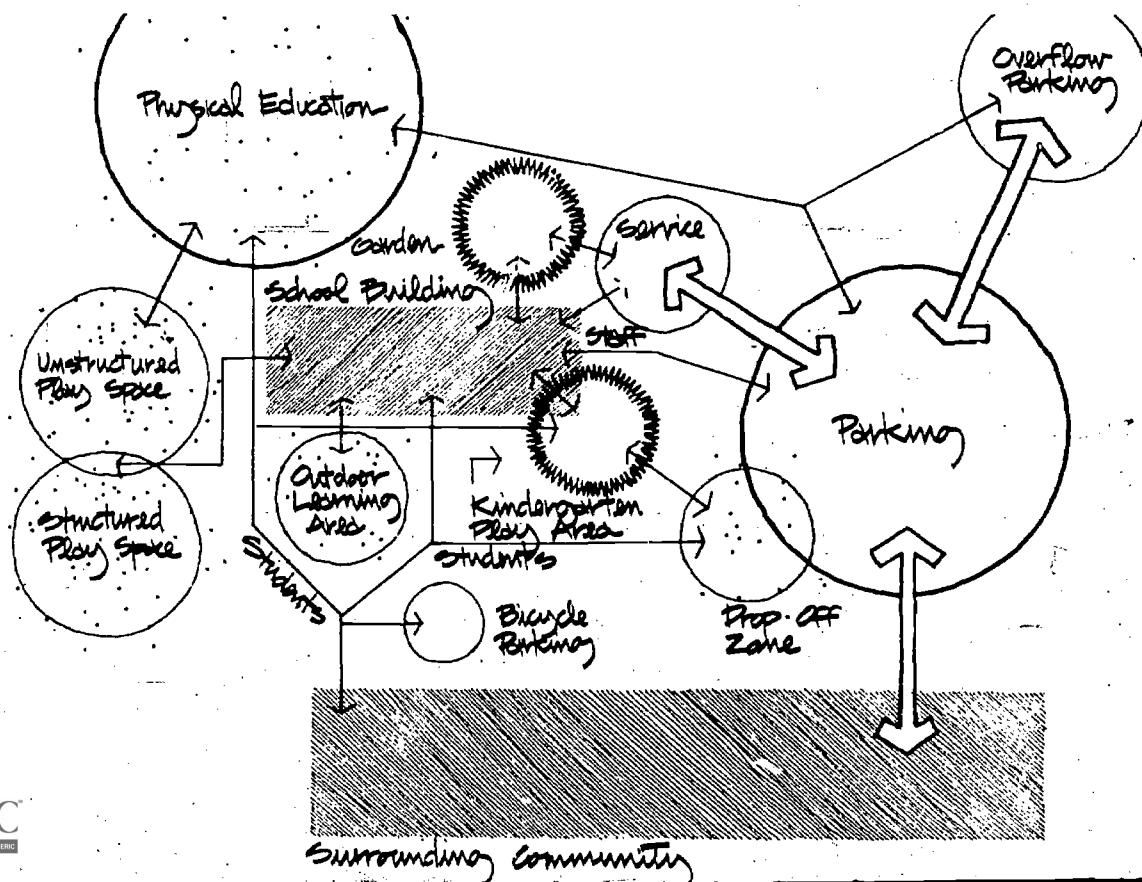 Physical Education
Overflow
Parking
Garden
Service
School Building
Staff
Unstructured
Play Space
Parking
Outdoor
Learning
Area
Kindergarten
Play Area
Structured
Play Space
Students
Students
Bicycle
Parking
Drop-Off
Zone
Surrounding Community
ERIC